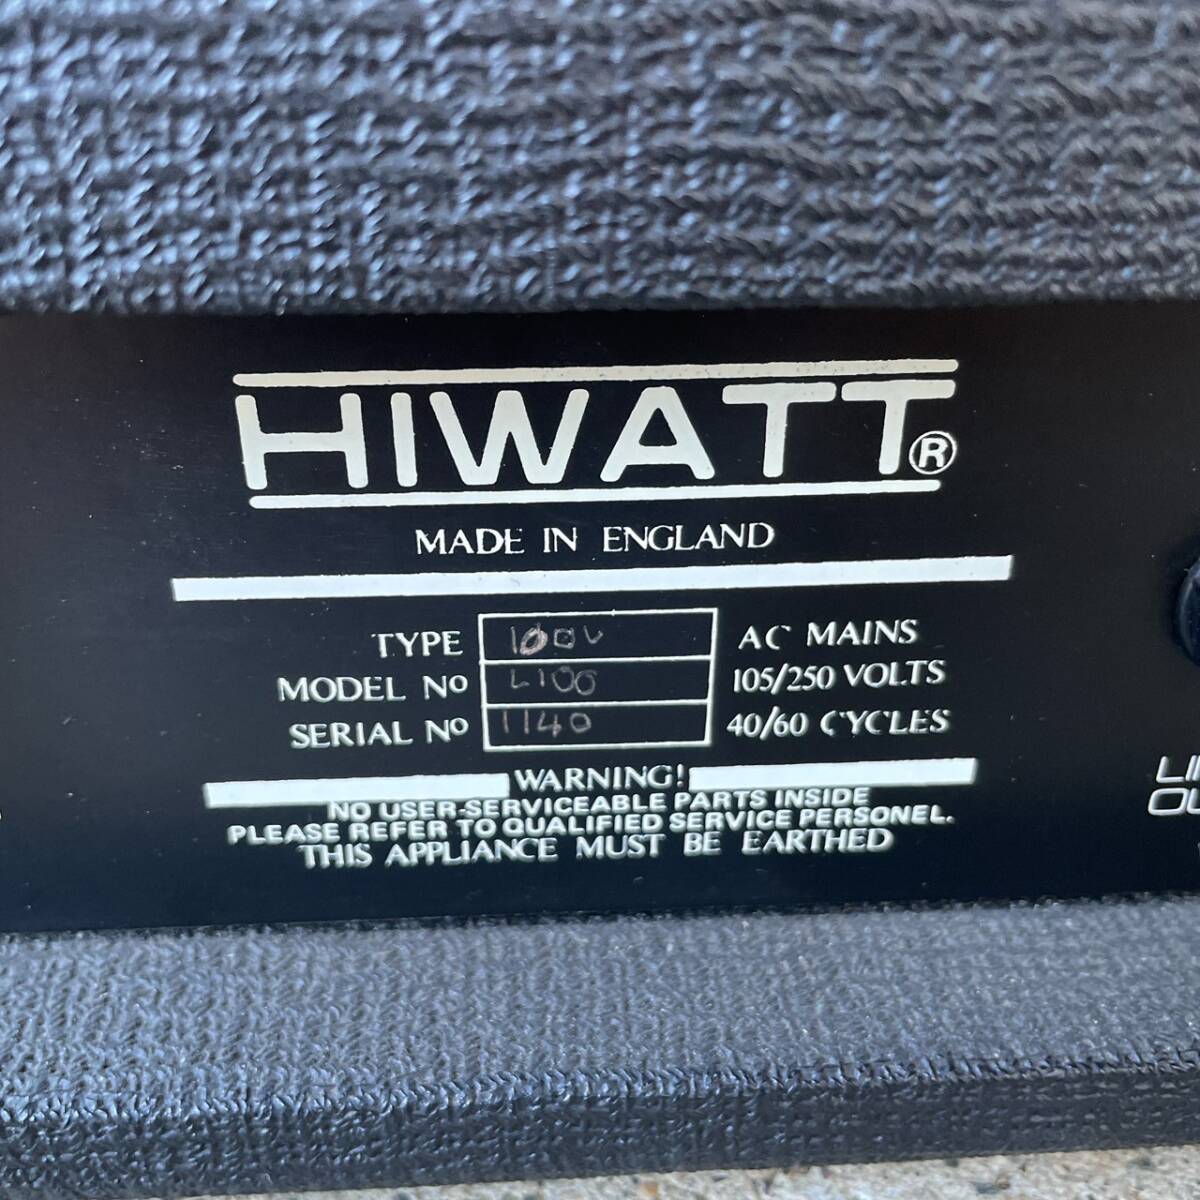 HIWATT®
MADE IN ENGLAND
TYPE 100V AC MAINS
MODEL No L100 105/250 VOLTS
SERIAL No 1140 40/60 CYCLES
WARNING!
NO USER-SERVICEABLE PARTS INSIDE
PLEASE REFER TO QUALIFIED SERVICE PERSONEL.
THIS APPLIANCE MUST BE EARTHED